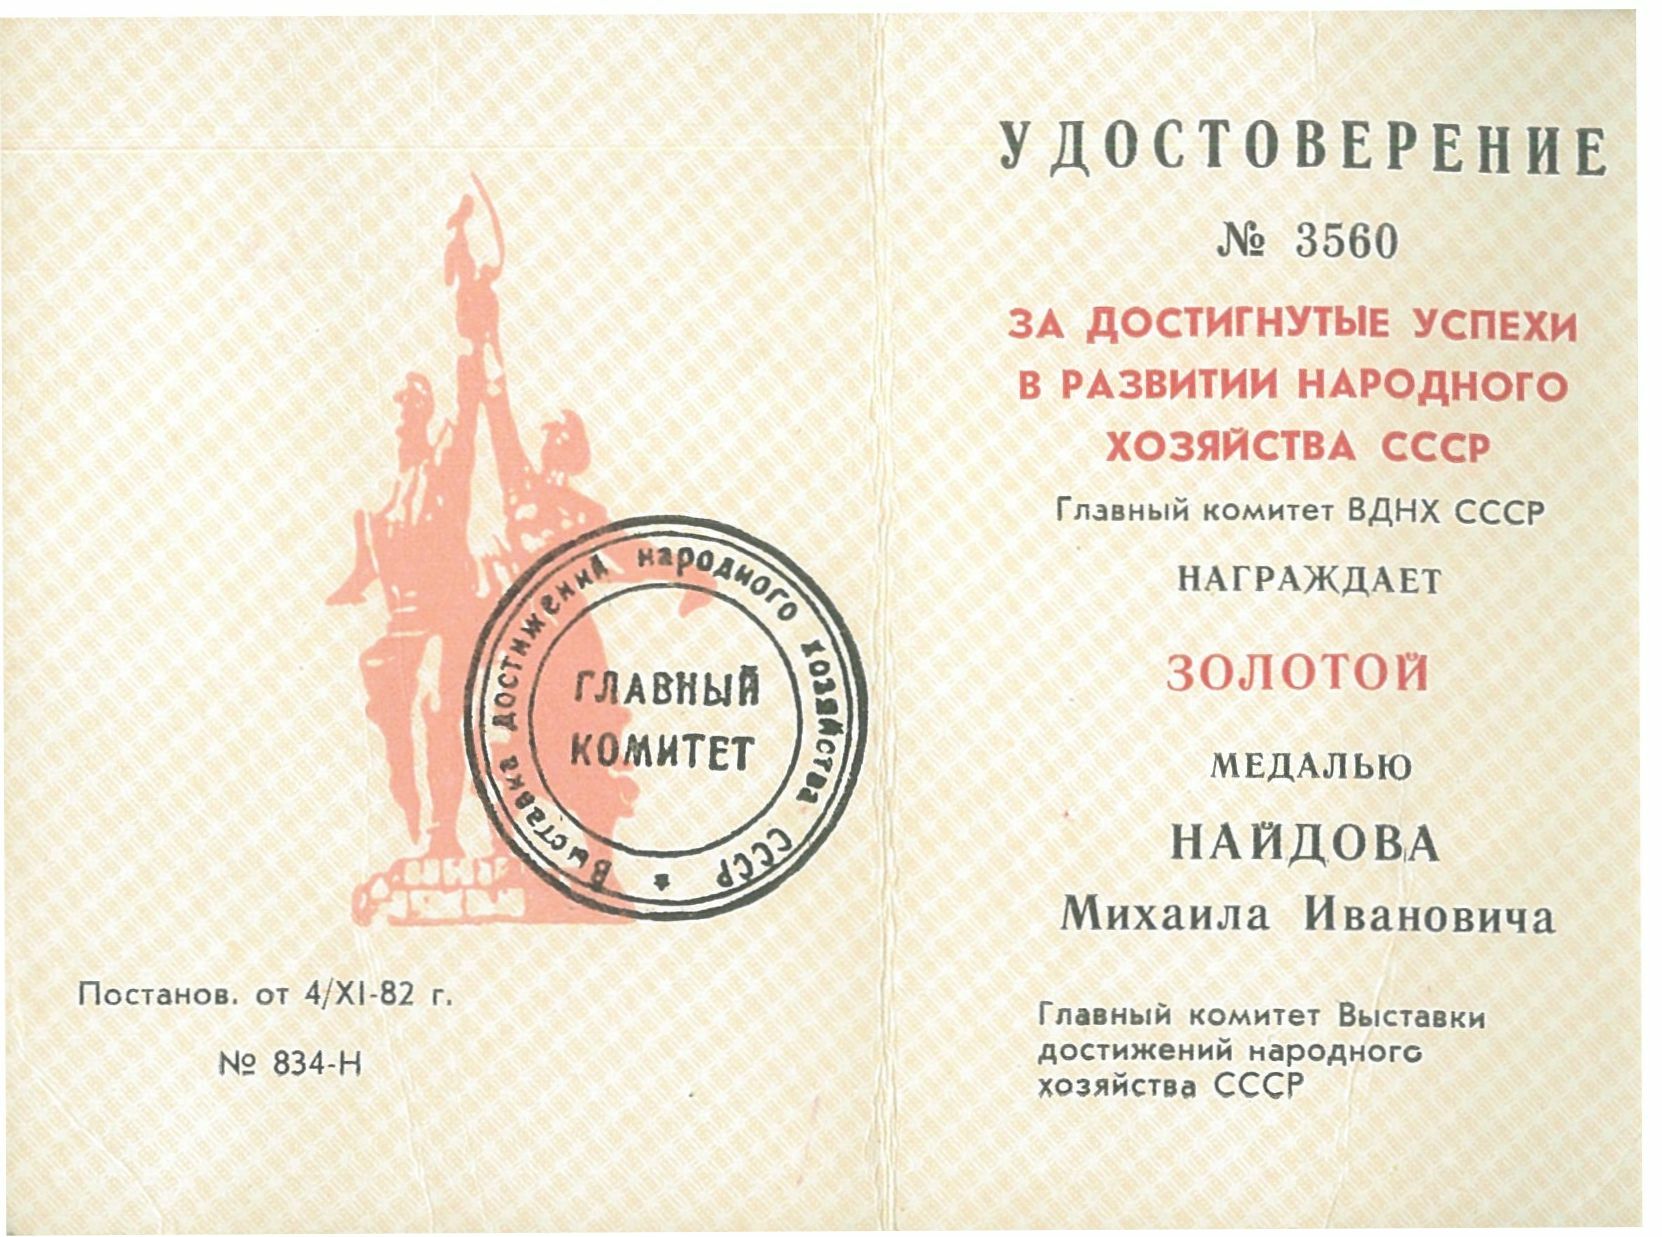 Выставка достижений народного хозяйства СССР
ГЛАВНЫЙ
КОМИТЕТ
Постанов. от 4/XI-82 г.
№ 834-Н
УДОСТОВЕРЕНИЕ
№ 3560
ЗА ДОСТИГНУТЫЕ УСПЕХИ
В РАЗВИТИИ НАРОДНОГО
ХОЗЯЙСТВА СССР
Главный комитет ВДНХ СССР
НАГРАЖДАЕТ
ЗОЛОТОЙ
МЕДАЛЬЮ
НАЙДОВА
Михаила Ивановича
Главный комитет Выставки
достижений народного
хозяйства СССР